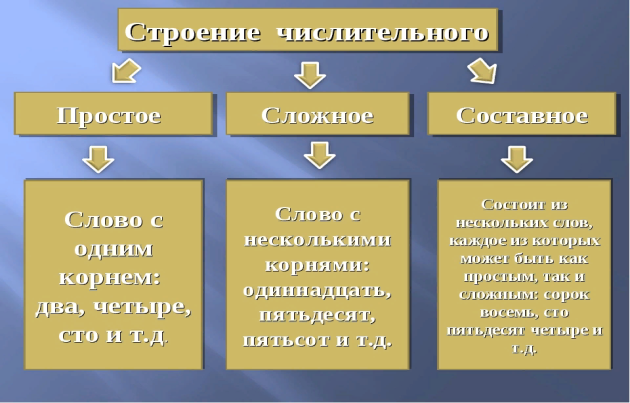 Строение числительного
Простое
Сложное
Составное
Слово с
одним
корнем:
два, четыре,
сто и т.д.
Слово с
несколькими
корнями:
одиннадцать,
пятьдесят,
пятьсот и т.д.
Состоит из
нескольких слов,
каждое из которых
может быть как
простым, так и
сложным: сорок
восемь, сто
пятьдесят четыре и
т.д.